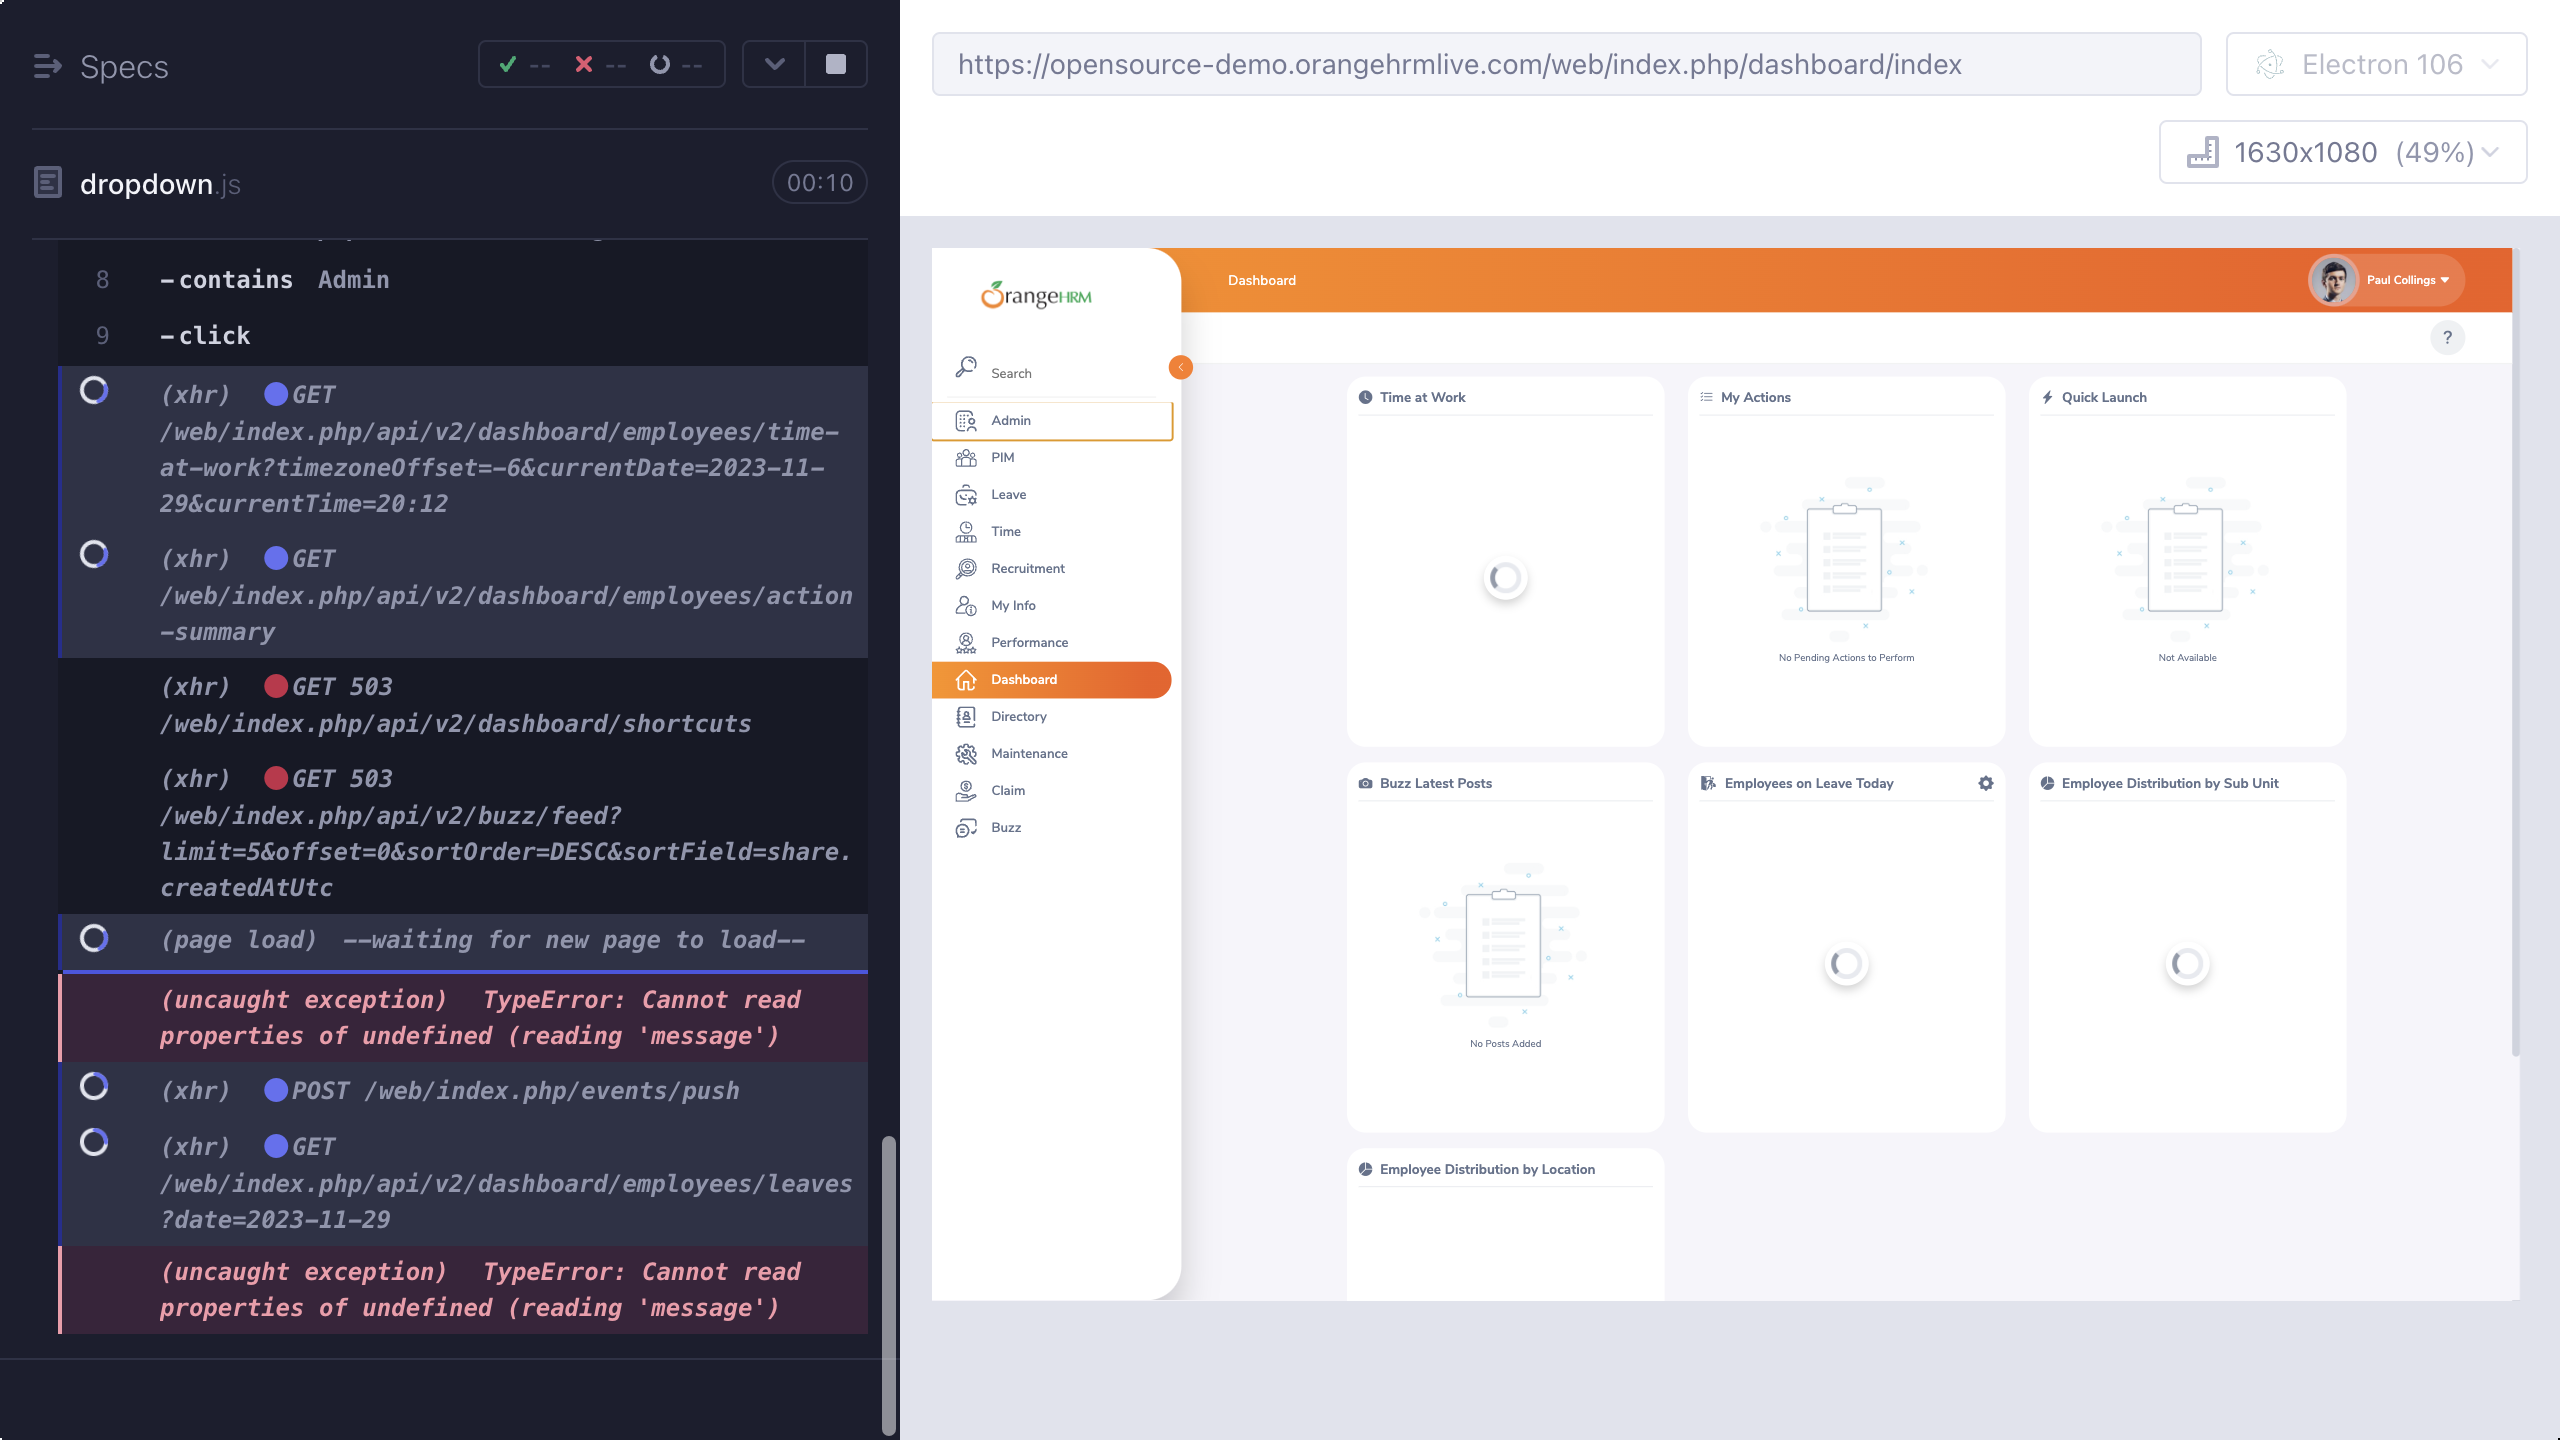 Specs
-- -- --
dropdown.js
00:10
8 -contains Admin
9 -click
(xhr) GET
/web/index.php/api/v2/dashboard/employees/time-
at-work?timezoneOffset=-6&currentDate=2023-11-
29&currentTime=20:12
(xhr) GET
/web/index.php/api/v2/dashboard/employees/action
-summary
(xhr) GET 503
/web/index.php/api/v2/dashboard/shortcuts
(xhr) GET 503
/web/index.php/api/v2/buzz/feed?
limit=5&offset=0&sortOrder=DESC&sortField=share.
createdAtUtc
(page load) --waiting for new page to load--
(uncaught exception) TypeError: Cannot read
properties of undefined (reading 'message')
(xhr) POST /web/index.php/events/push
(xhr) GET
/web/index.php/api/v2/dashboard/employees/leaves
?date=2023-11-29
(uncaught exception) TypeError: Cannot read
properties of undefined (reading 'message')
https://opensource-demo.orangehrmlive.com/web/index.php/dashboard/index
Electron 106
1630x1080 (49%)
OrangeHRM
Search
Admin
PIM
Leave
Time
Recruitment
My Info
Performance
Dashboard
Directory
Maintenance
Claim
Buzz
Dashboard
Paul Collings
?
Time at Work
My Actions
No Pending Actions to Perform
Quick Launch
Not Available
Buzz Latest Posts
No Posts Added
Employees on Leave Today
Employee Distribution by Sub Unit
Employee Distribution by Location